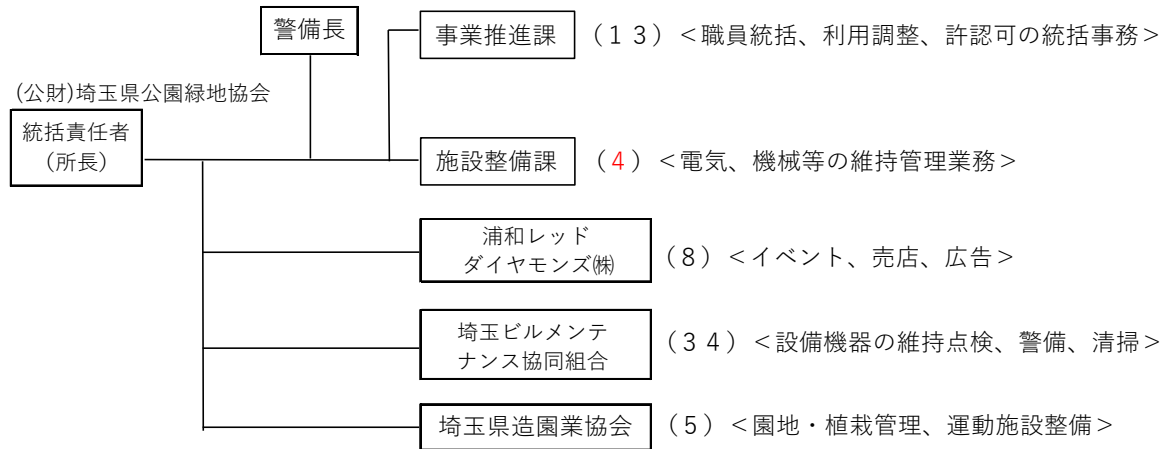 警備長
事業推進課 （１３）＜職員統括、利用調整、許認可の統括事務＞
(公財)埼玉県公園緑地協会
統括責任者
（所長）
施設整備課 （４）＜電気、機械等の維持管理業務＞
浦和レッド
ダイヤモンズ㈱
（８）＜イベント、売店、広告＞
埼玉ビルメンテ
ナンス協同組合
（３４）＜設備機器の維持点検、警備、清掃＞
埼玉県造園業協会 （５）＜園地・植栽管理、運動施設整備＞